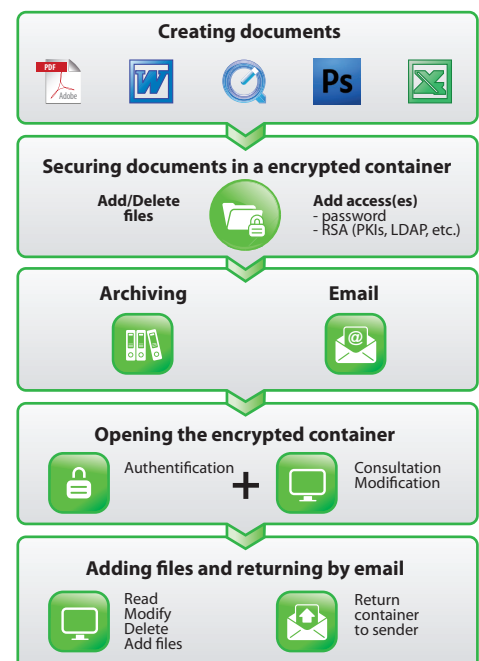 Creating documents
PDF
Adobe
W
Ps
X
Securing documents in a encrypted container
Add/Delete
files
Add access(es)
- password
- RSA (PKIs, LDAP, etc.)
Archiving
Email
@
Opening the encrypted container
Authentification
+
Consultation
Modification
Adding files and returning by email
Read
Modify
Delete
Add files
Return
container
to sender